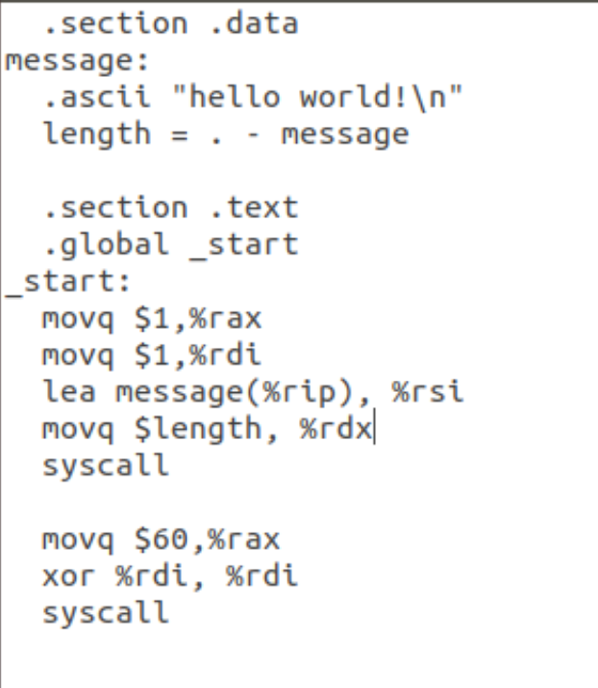 .section .data
message:
.ascii "hello world!\n"
length = . - message
.section .text
.global _start
_start:
movq $1,%rax
movq $1,%rdi
lea message(%rip), %rsi
movq $length, %rdx
syscall
movq $60,%rax
xor %rdi, %rdi
syscall